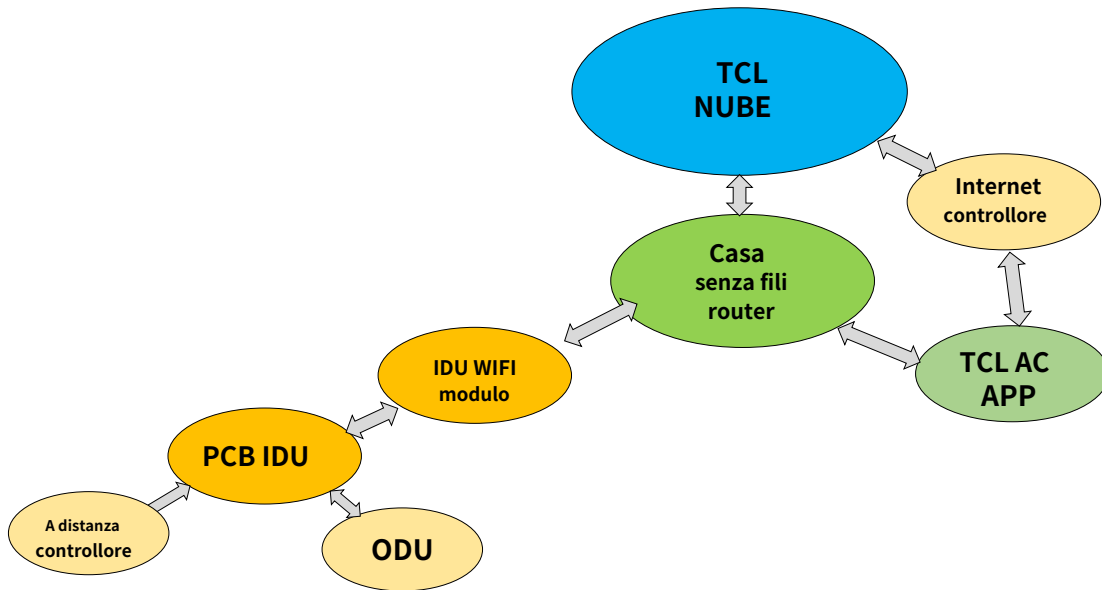 TCL
NUBE
Internet
controllore
Casa
senza fili
router
IDU WIFI
modulo
TCL AC
APP
PCB IDU
A distanza
controllore
ODU